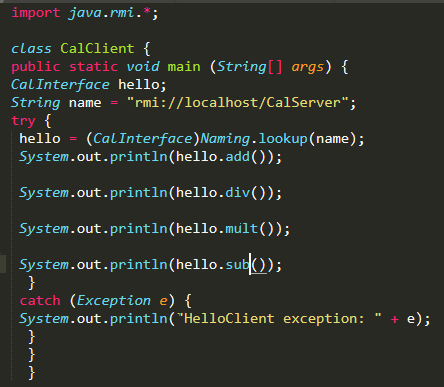 import java.rmi.*;
class CalClient {
public static void main (String[] args) {
CalInterface hello;
String name = "rmi://localhost/CalServer";
try {
hello = (CalInterface)Naming.lookup(name);
System.out.println(hello.add());
System.out.println(hello.div());
System.out.println(hello.mult());
System.out.println(hello.sub());
}
catch (Exception e) {
System.out.println("HelloClient exception: " + e);
}
}
}